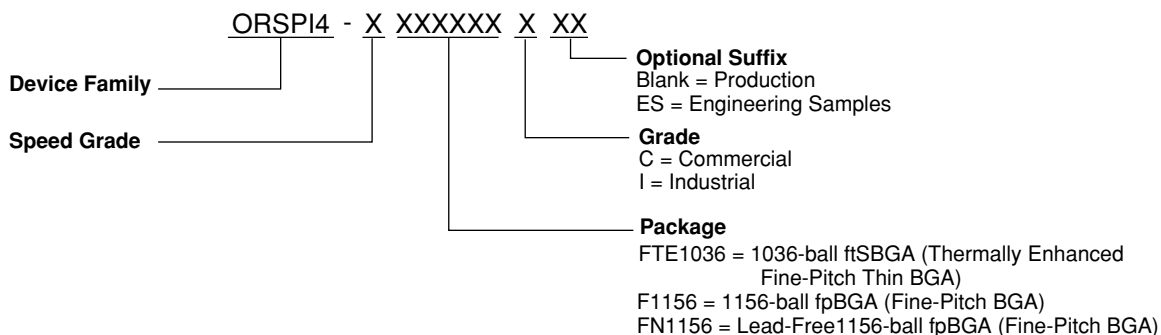 ORSPI4 - X XXXXXX X XX
Device Family
Speed Grade
Optional Suffix
Blank = Production
ES = Engineering Samples
Grade
C = Commercial
I = Industrial
Package
FTE1036 = 1036-ball ftSBGA (Thermally Enhanced
Fine-Pitch Thin BGA)
F1156 = 1156-ball fpBGA (Fine-Pitch BGA)
FN1156 = Lead-Free1156-ball fpBGA (Fine-Pitch BGA)